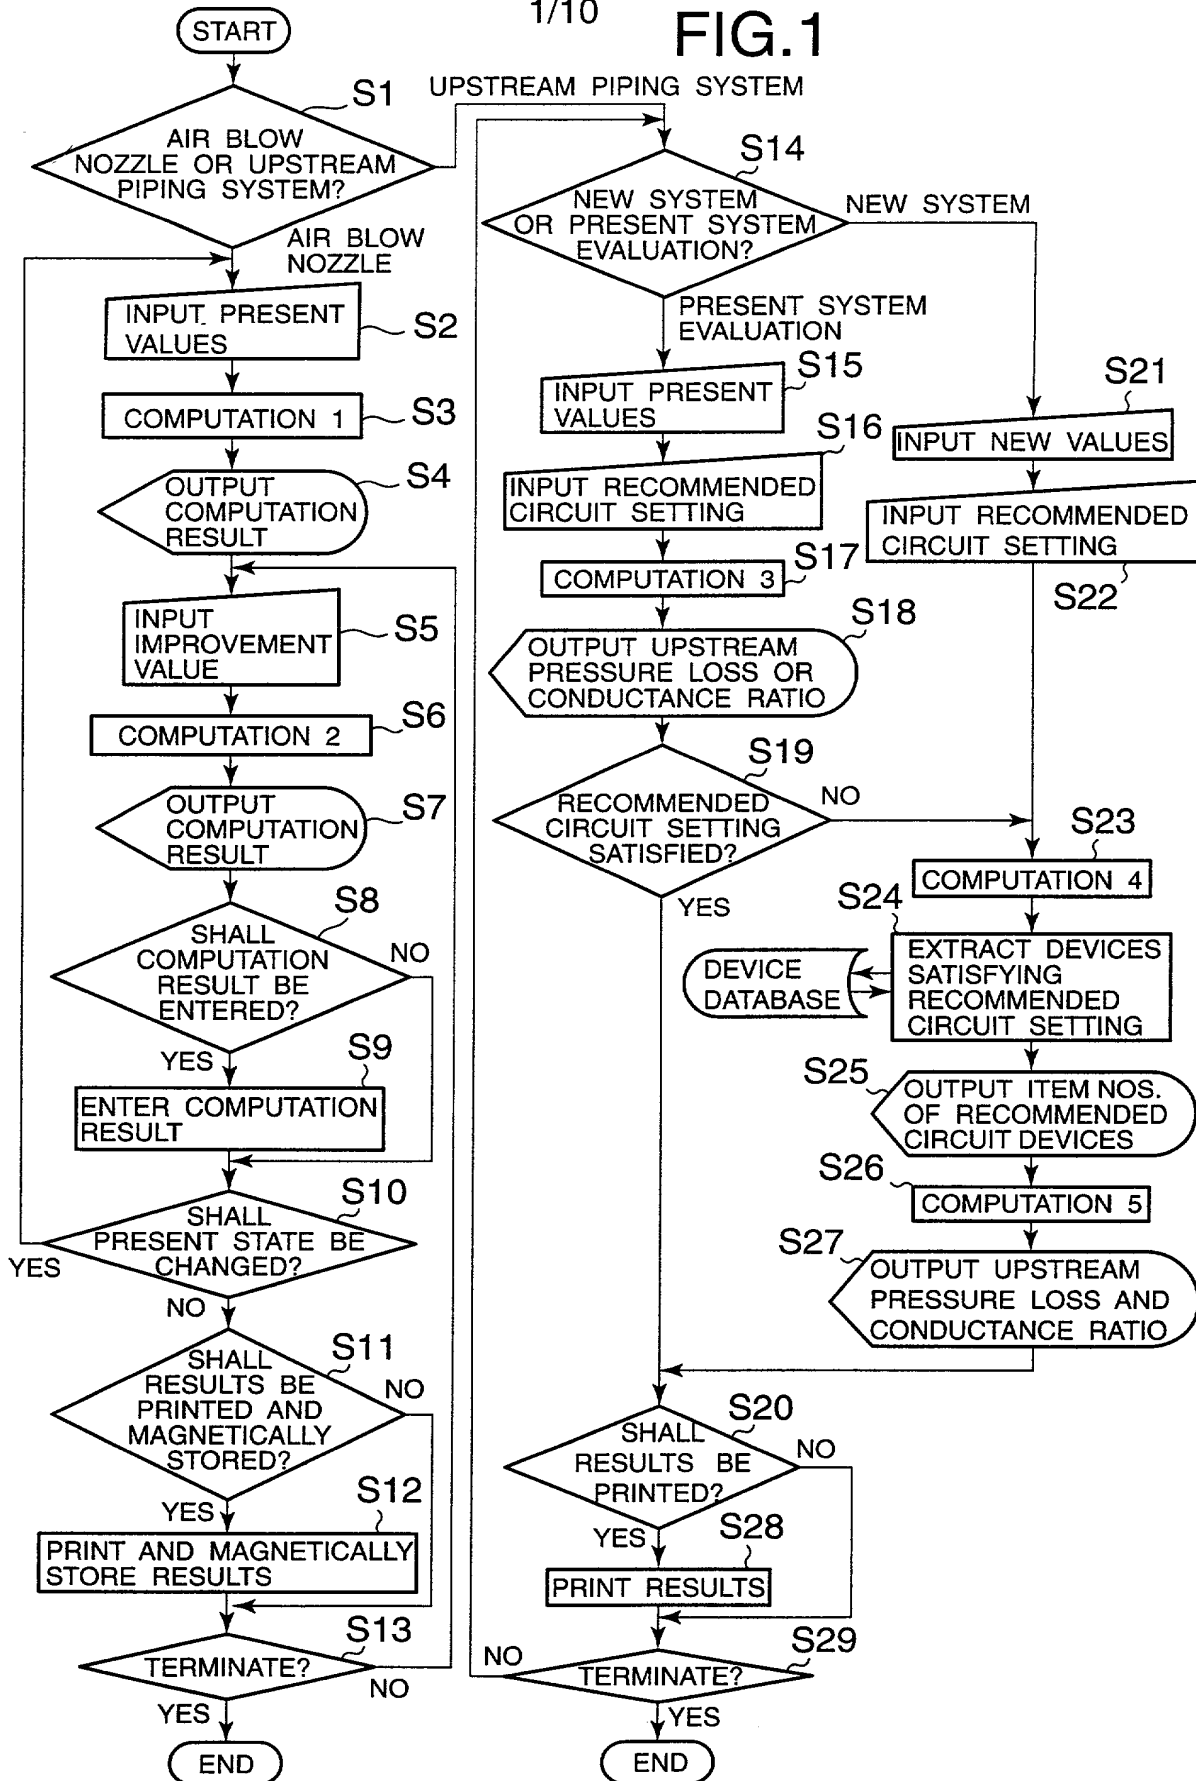 1/10
FIG.1
START
S1
AIR BLOW
NOZZLE OR UPSTREAM
PIPING SYSTEM?
UPSTREAM PIPING SYSTEM
AIR BLOW
NOZZLE
INPUT PRESENT
VALUES
S2
COMPUTATION 1
S3
OUTPUT
COMPUTATION
RESULT
S4
INPUT
IMPROVEMENT
VALUE
S5
COMPUTATION 2
S6
OUTPUT
COMPUTATION
RESULT
S7
S8
SHALL
COMPUTATION
RESULT BE
ENTERED?
NO
YES
S9
ENTER COMPUTATION
RESULT
S10
SHALL
PRESENT STATE BE
CHANGED?
YES
NO
S11
SHALL
RESULTS BE
PRINTED AND
MAGNETICALLY
STORED?
NO
YES
S12
PRINT AND MAGNETICALLY
STORE RESULTS
S13
TERMINATE?
NO
YES
END
S14
NEW SYSTEM
OR PRESENT SYSTEM
EVALUATION?
NEW SYSTEM
PRESENT SYSTEM
EVALUATION
S15
INPUT PRESENT
VALUES
S16
INPUT RECOMMENDED
CIRCUIT SETTING
S17
COMPUTATION 3
S18
OUTPUT UPSTREAM
PRESSURE LOSS OR
CONDUCTANCE RATIO
S19
RECOMMENDED
CIRCUIT SETTING
SATISFIED?
NO
YES
S21
INPUT NEW VALUES
INPUT RECOMMENDED
CIRCUIT SETTING
S22
S23
COMPUTATION 4
S24
EXTRACT DEVICES
SATISFYING
RECOMMENDED
CIRCUIT SETTING
DEVICE
DATABASE
S25
OUTPUT ITEM NOS.
OF RECOMMENDED
CIRCUIT DEVICES
S26
COMPUTATION 5
S27
OUTPUT UPSTREAM
PRESSURE LOSS AND
CONDUCTANCE RATIO
S20
SHALL
RESULTS BE
PRINTED?
NO
YES
S28
PRINT RESULTS
S29
TERMINATE?
NO
YES
END